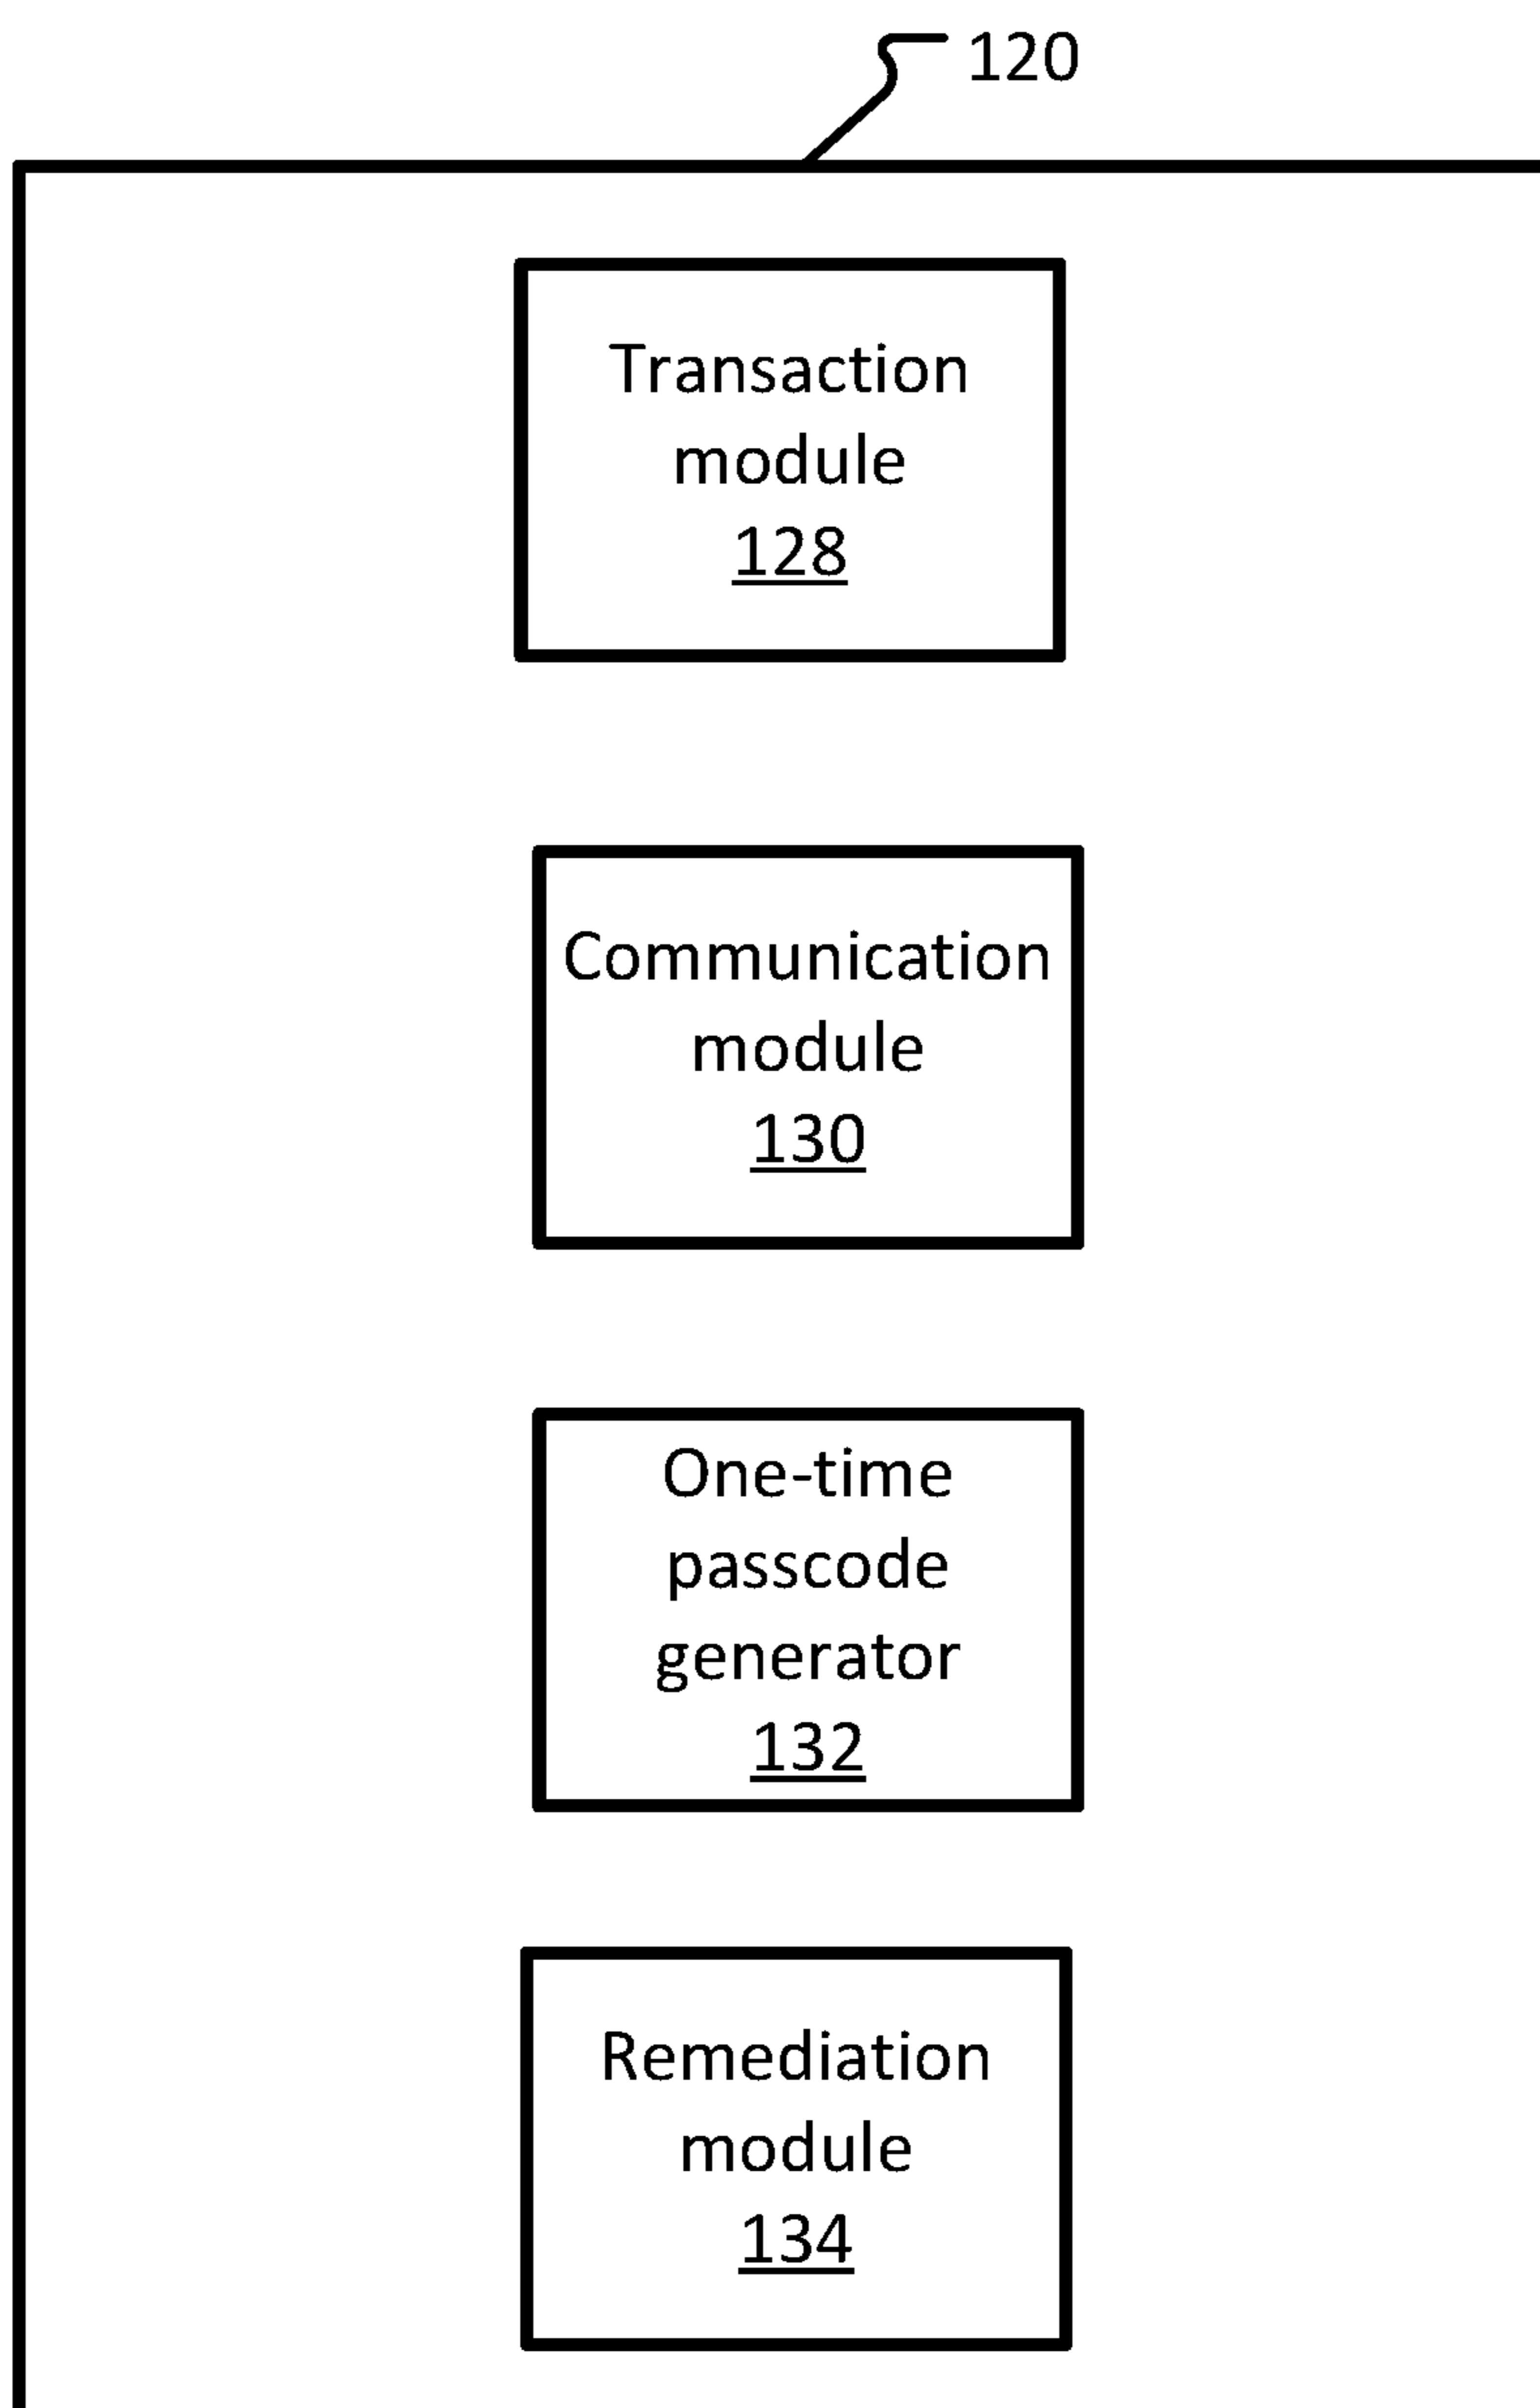 120
Transaction
module
128
Communication
module
130
One-time
passcode
generator
132
Remediation
module
134